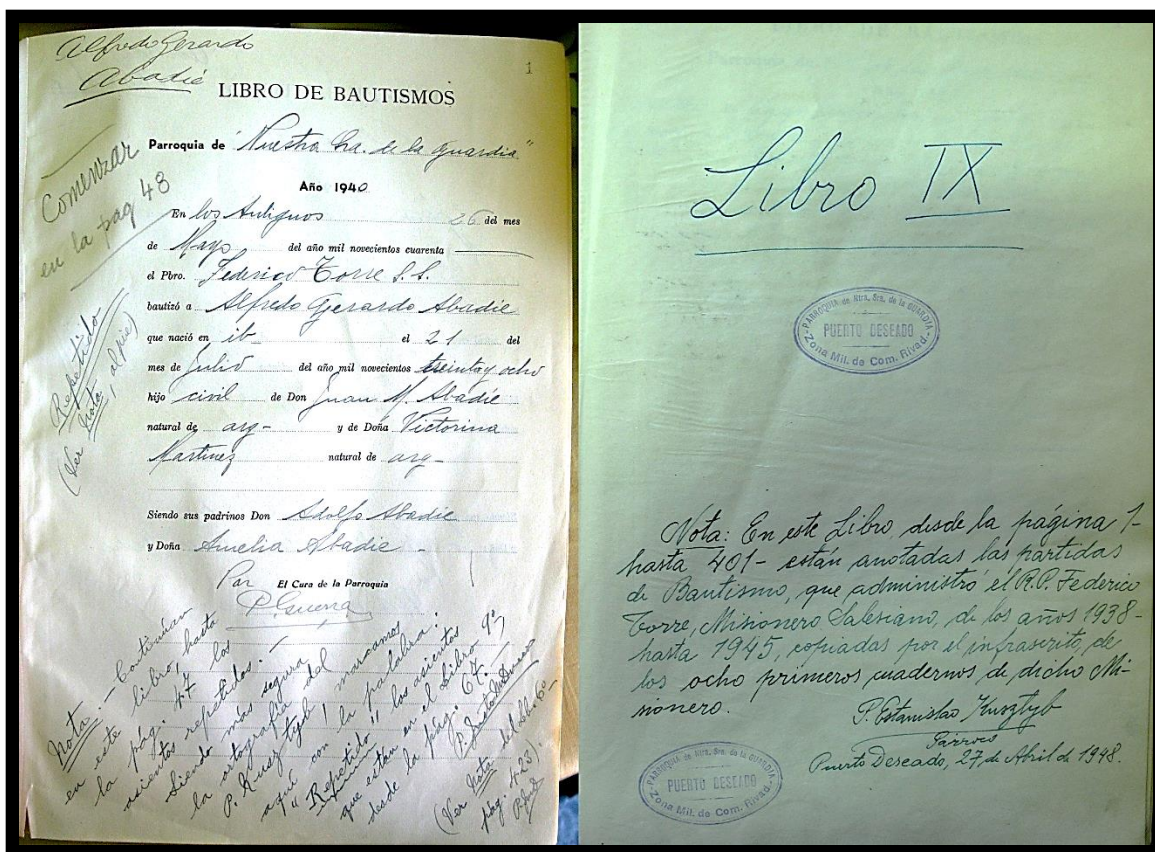 Alfredo Gerardo
Abadié
1
LIBRO DE BAUTISMOS
Parroquia de "Nuestra Sra. de la Guardia"
Año 1940
Comenzar
en la pag 48
En los Antiguos 26 del mes
de Mayo del año mil novecientos cuarenta
el Pbro. Federico Torre S.S.
bautizó a Alfredo Gerardo Abadie
que nació en ib el 21 del
mes de Julio del año mil novecientos treinta y ocho
hijo civil de Don Juan M. Abadie
natural de arg- y de Doña Victorina
Martinez natural de arg-
Repetido
(Ver Nota, al pie)
Siendo sus padrinos Don Adolfo Abadie
y Doña Amelia Abadie -
Por El Cura de la Parroquia
P. Guerra
Nota: - Continúan
en este libro, hasta
la pág. 47 los
asientos repetidos. -
Siendo mas segura
la ortografía del
P. Kusztyb, marcamos
aquí con la palabra:
"Repetido" los asientos
que están en el Libro 9º,
desde la pág. 67. -
(Ver Nota del Libro 6º
pág. 423).
Libro IX
PARROQUIA de Ntra. Sra. de la GUARDIA
PUERTO DESEADO
Zona Mil. de Com. Rivad.
Nota: En este Libro, desde la página 1-
hasta 401- están anotadas las partidas
de Bautismo, que administró el R.P. Federico
Torre, Misionero Salesiano, de los años 1938-
hasta 1945, copiadas por el infrascrito, de
los ocho primeros cuadernos de dicho Mi-
sionero.
P. Estanislao Kusztyb
Párroco
Puerto Deseado, 27 de Abril de 1948.
PARROQUIA de Ntra. Sra. de la GUARDIA
PUERTO DESEADO
Zona Mil. de Com. Rivad.